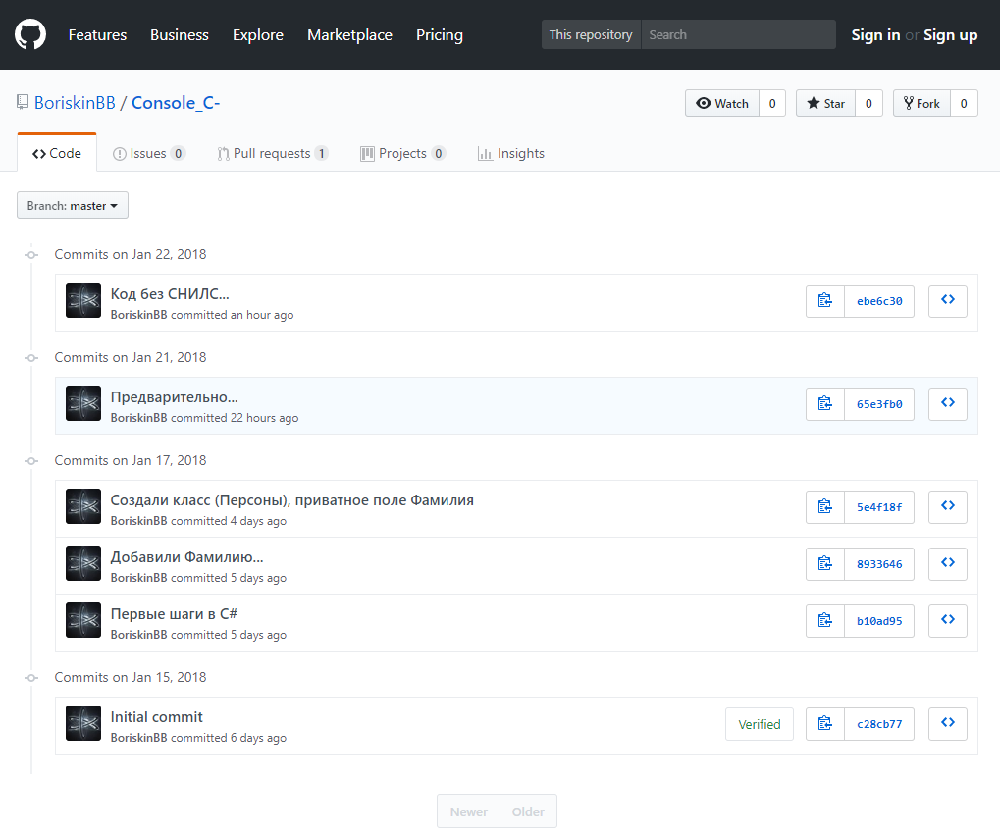 Features Business Explore Marketplace Pricing This repository Search Sign in or Sign up
BoriskinBB / Console_C- Watch 0 Star 0 Fork 0
Code Issues 0 Pull requests 1 Projects 0 Insights
Branch: master
Commits on Jan 22, 2018
Код без СНИЛС...
ebe6c30
BoriskinBB committed an hour ago
Commits on Jan 21, 2018
Предварительно...
65e3fb0
BoriskinBB committed 22 hours ago
Commits on Jan 17, 2018
Создали класс (Персоны), приватное поле Фамилия
5e4f18f
BoriskinBB committed 4 days ago
Добавили Фамилию...
8933646
BoriskinBB committed 5 days ago
Первые шаги в C#
b10ad95
BoriskinBB committed 5 days ago
Commits on Jan 15, 2018
Initial commit
Verified c28cb77
BoriskinBB committed 6 days ago
Newer Older